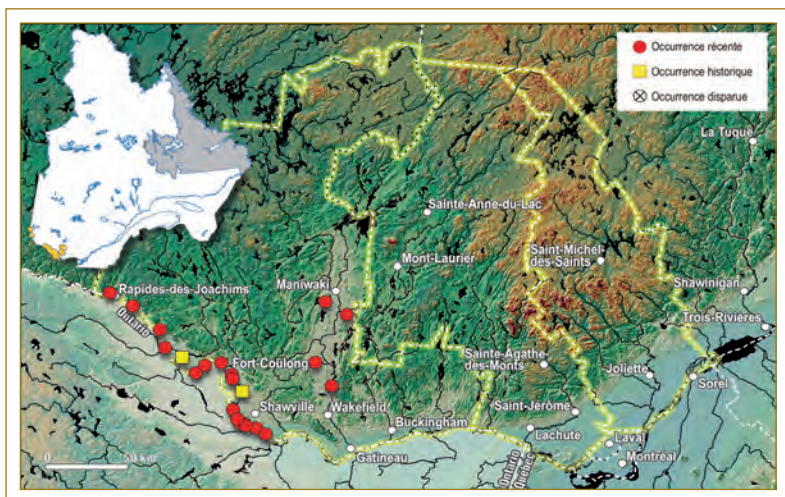 Occurrence récente
Occurrence historique
Occurrence disparue
La Tuque
Sainte-Anne-du-Lac
Mont-Laurier
Saint-Michel
des-Saints
Maniwaki
Rapides-des-Joachims
Shawinigan
Trois-Rivières
Ontario
Fort-Coulonge
Sainte-Agathe
des-Monts
Joliette
Sorel
Shawville
Wakefield
Saint-Jérôme
Buckingham
Lachute
Laval
Gatineau
Montréal
Ontario
Québec
0
50 km